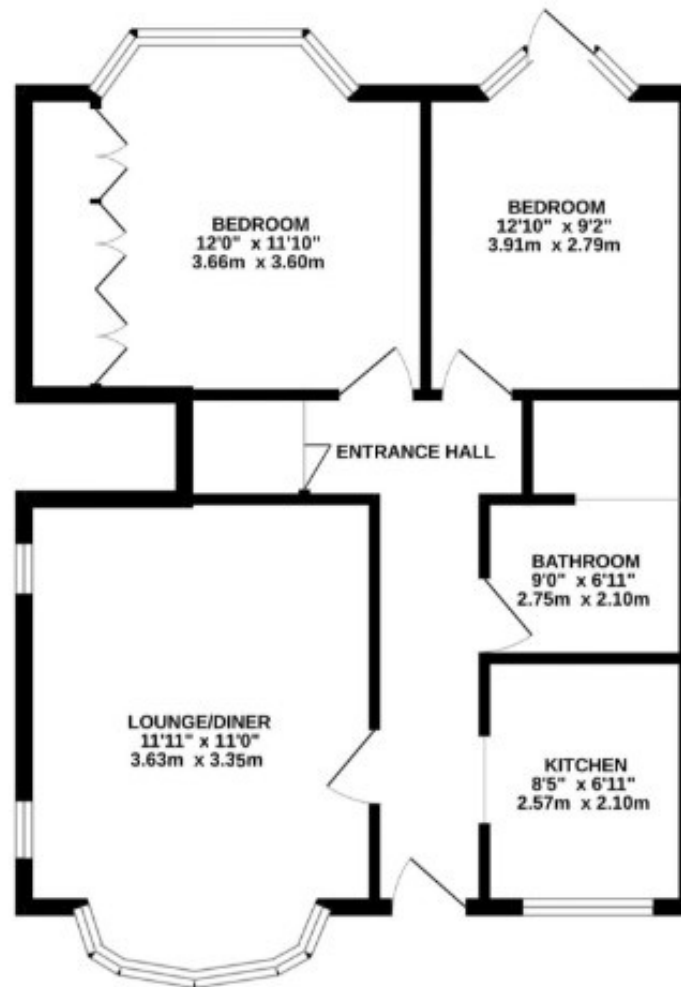 BEDROOM
12'0" x 11'10"
3.66m x 3.60m
BEDROOM
12'10" x 9'2"
3.91m x 2.79m
ENTRANCE HALL
BATHROOM
9'0" x 6'11"
2.75m x 2.10m
LOUNGE/DINER
11'11" x 11'0"
3.63m x 3.35m
KITCHEN
8'5" x 6'11"
2.57m x 2.10m